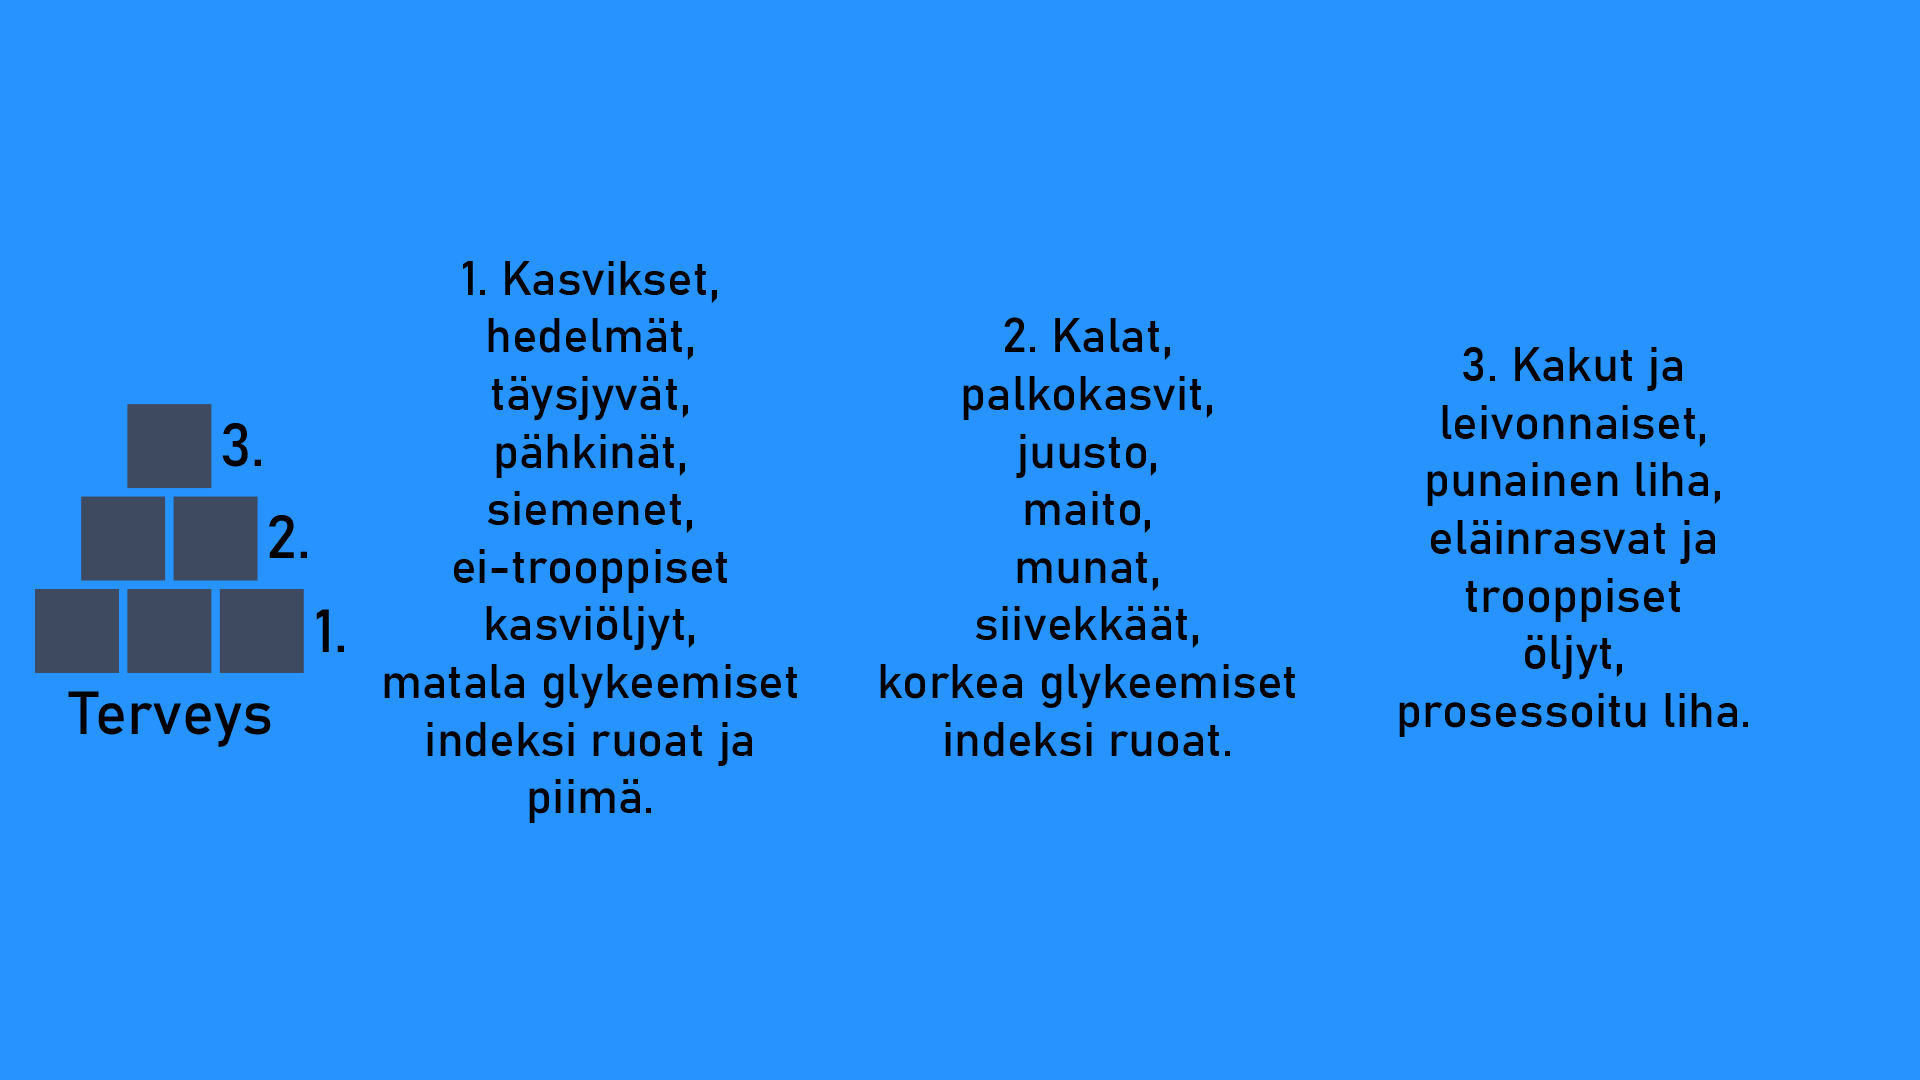 3.
2.
1.
Terveys
1. Kasvikset,
hedelmät,
täysjyvät,
pähkinät,
siemenet,
ei-trooppiset
kasviöljyt,
matala glykeemiset
indeksi ruoat ja
piimä.
2. Kalat,
palkokasvit,
juusto,
maito,
munat,
siivekkäät,
korkea glykeemiset
indeksi ruoat.
3. Kakut ja
leivonnaiset,
punainen liha,
eläinrasvat ja
trooppiset
öljyt,
prosessoitu liha.